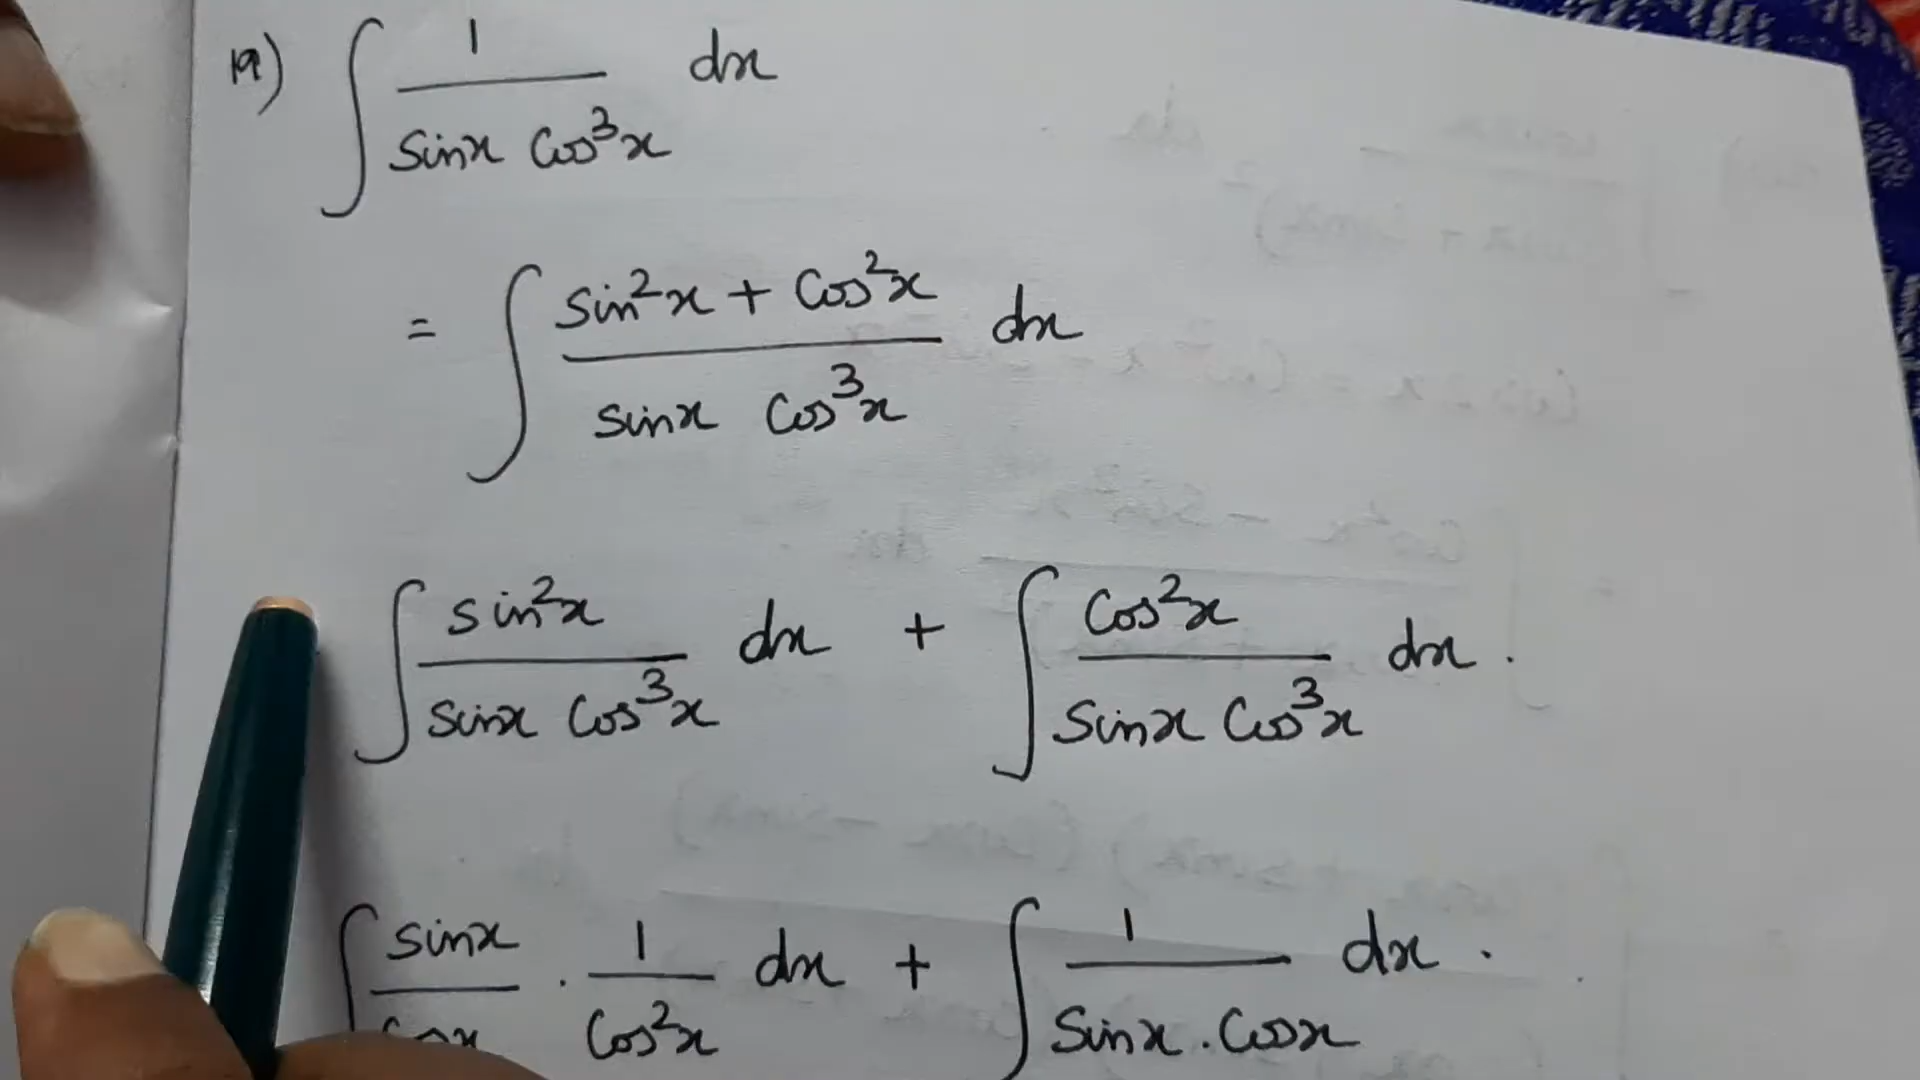 19) ∫ 1 / (sinx Cos³x) dx
= ∫ (sin²x + Cos²x) / (sinx Cos³x) dx
∫ sin²x / (sinx Cos³x) dx + ∫ Cos²x / (Sinx Cos³x) dx .
∫ sinx / Cosx . 1 / Cos²x dx + ∫ 1 / (Sinx . Cosx) dx .